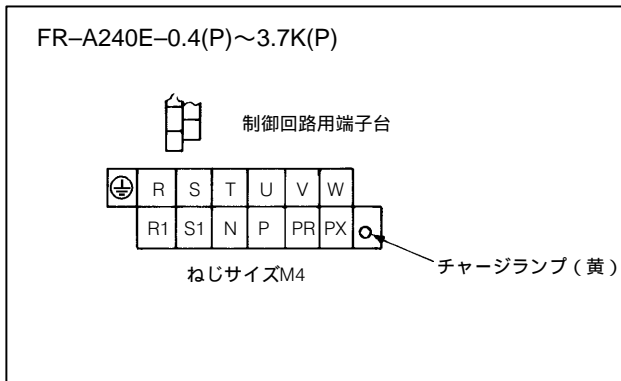 FR–A240E–0.4(P)～3.7K(P)
制御回路用端子台
R S T U V W
R1 S1 N P PR PX
ねじサイズM4
チャージランプ（黄）